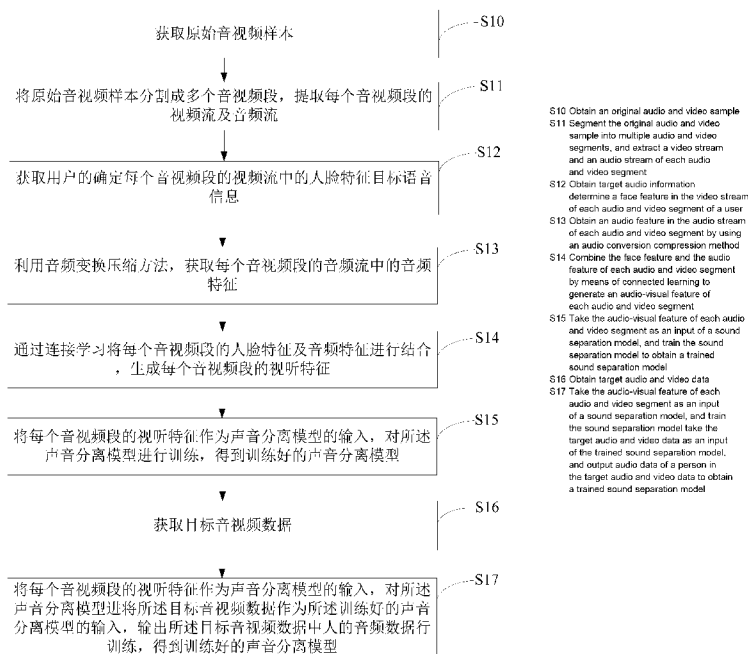 获取原始音视频样本
S10
将原始音视频样本分割成多个音视频段，提取每个音视频段的
视频流及音频流
S11
获取用户的确定每个音视频段的视频流中的人脸特征目标语音
信息
S12
利用音频变换压缩方法，获取每个音视频段的音频流中的音频
特征
S13
通过连接学习将每个音视频段的人脸特征及音频特征进行结合
，生成每个音视频段的视听特征
S14
将每个音视频段的视听特征作为声音分离模型的输入，对所述
声音分离模型进行训练，得到训练好的声音分离模型
S15
获取目标音视频数据
S16
将每个音视频段的视听特征作为声音分离模型的输入，对所述
声音分离模型进将所述目标音视频数据作为所述训练好的声音
分离模型的输入，输出所述目标音视频数据中人的音频数据行
训练，得到训练好的声音分离模型
S17
S10 Obtain an original audio and video sample
S11 Segment the original audio and video
sample into multiple audio and video
segments, and extract a video stream
and an audio stream of each audio
and video segment
S12 Obtain target audio information
determine a face feature in the video stream
of each audio and video segment of a user
S13 Obtain an audio feature in the audio stream
of each audio and video segment by using
an audio conversion compression method
S14 Combine the face feature and the audio
feature of each audio and video segment
by means of connected learning to
generate an audio-visual feature of
each audio and video segment
S15 Take the audio-visual feature of each audio
and video segment as an input of a sound
separation model, and train the sound
separation model to obtain a trained
sound separation model
S16 Obtain target audio and video data
S17 Take the audio-visual feature of each
audio and video segment as an input
of a sound separation model, and train
the sound separation model take the
target audio and video data as an input
of the trained sound separation model,
and output audio data of a person in
the target audio and video data to obtain
a trained sound separation model